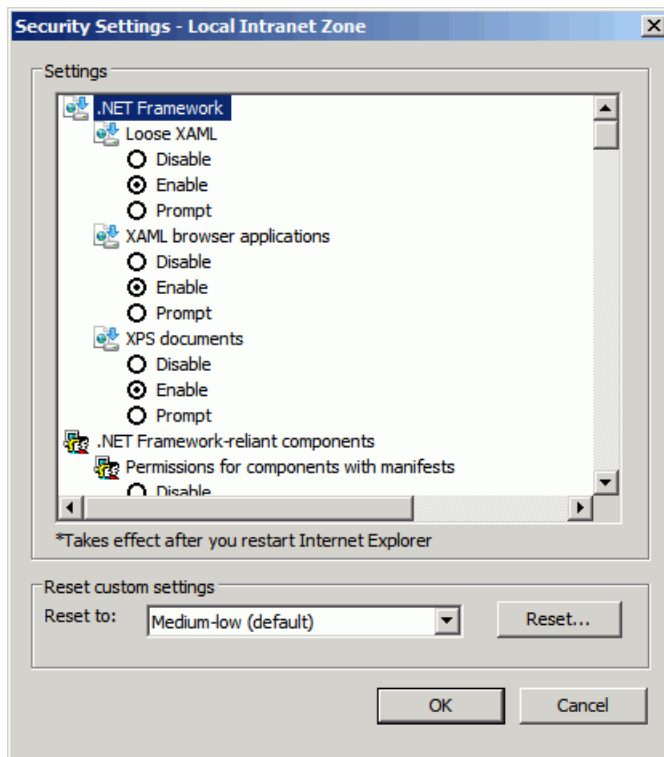 Security Settings - Local Intranet Zone
Settings
.NET Framework
Loose XAML
Disable
Enable
Prompt
XAML browser applications
Disable
Enable
Prompt
XPS documents
Disable
Enable
Prompt
.NET Framework-reliant components
Permissions for components with manifests
Disable
*Takes effect after you restart Internet Explorer
Reset custom settings
Reset to: Medium-low (default) Reset...
OK Cancel